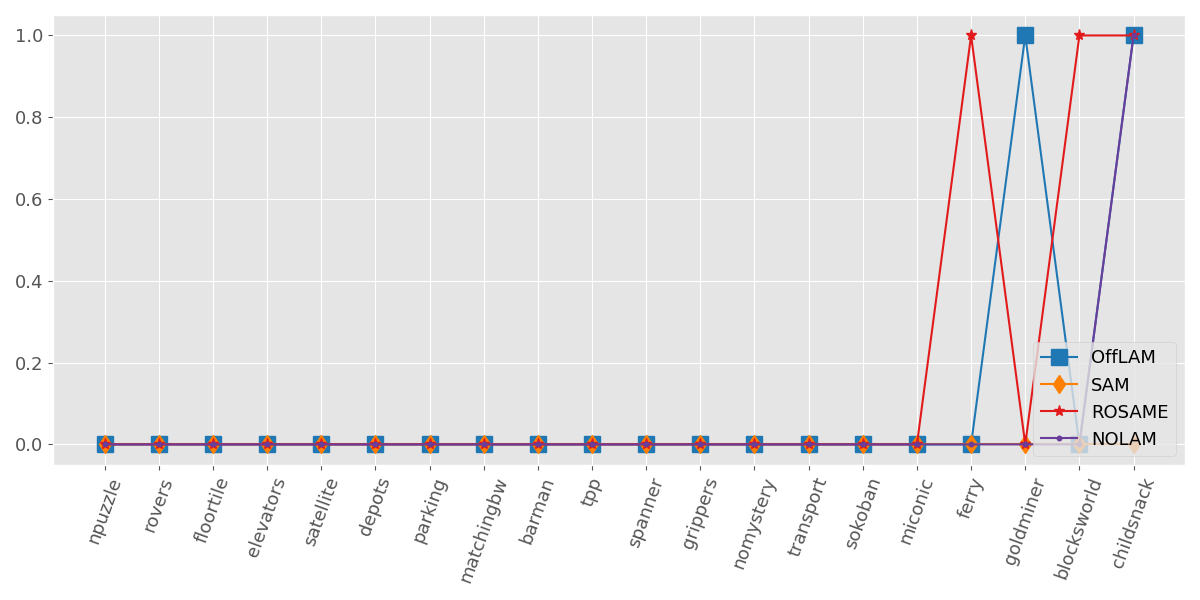 1.0
0.8
0.6
0.4
0.2
0.0
OffLAM
SAM
ROSAME
NOLAM
npuzzle
rovers
floortile
elevators
satellite
depots
parking
matchingbw
barman
tpp
spanner
grippers
nomystery
transport
sokoban
miconic
ferry
goldminer
blocksworld
childsnack